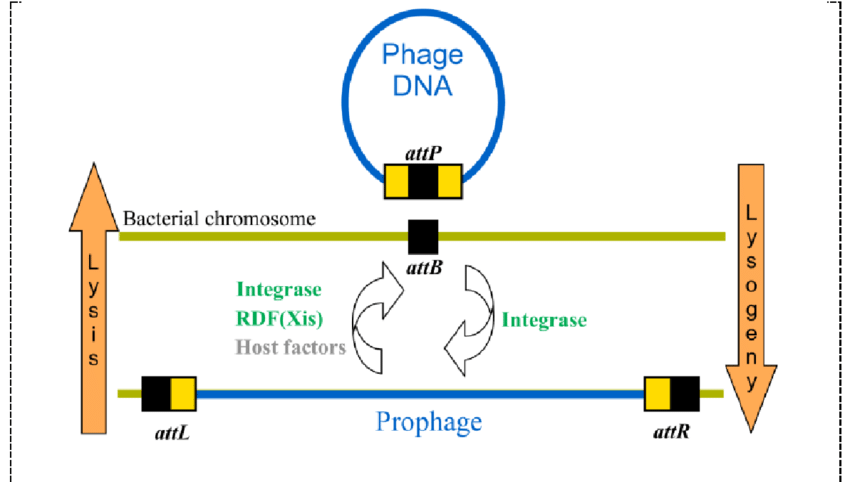 Phage
DNA
attP
Bacterial chromosome
attB
Lysis
Lysogeny
Integrase
RDF(Xis)
Host factors
Integrase
Prophage
attL
attR